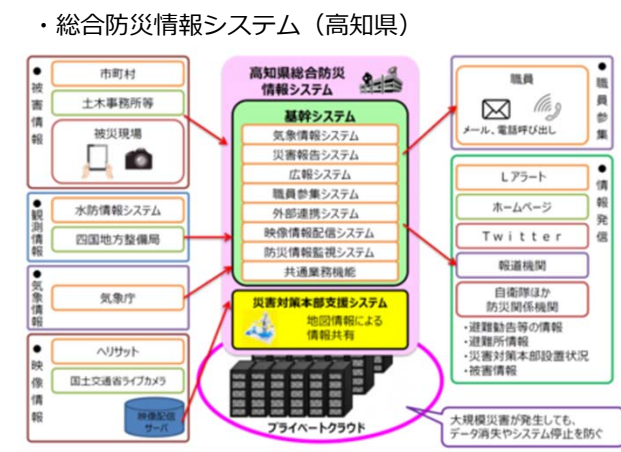 ・総合防災情報システム（高知県）
●被害情報
市町村
土木事務所等
被災現場
●観測情報
水防情報システム
四国地方整備局
●気象情報
気象庁
●映像情報
ヘリサット
国土交通省ライブカメラ
映像配信
サーバ
高知県総合防災
情報システム
基幹システム
気象情報システム
災害報告システム
広報システム
職員参集システム
外部連携システム
映像情報配信システム
防災情報監視システム
共通業務機能
災害対策本部支援システム
地図情報による
情報共有
プライベートクラウド
●職員参集
職員
メール、電話呼び出し
●情報発信
Lアラート
ホームページ
Twitter
報道機関
自衛隊ほか
防災関係機関
・避難勧告等の情報
・避難所情報
・災害対策本部設置状況
・被害情報
大規模災害が発生しても、
データ消失やシステム停止を防ぐ